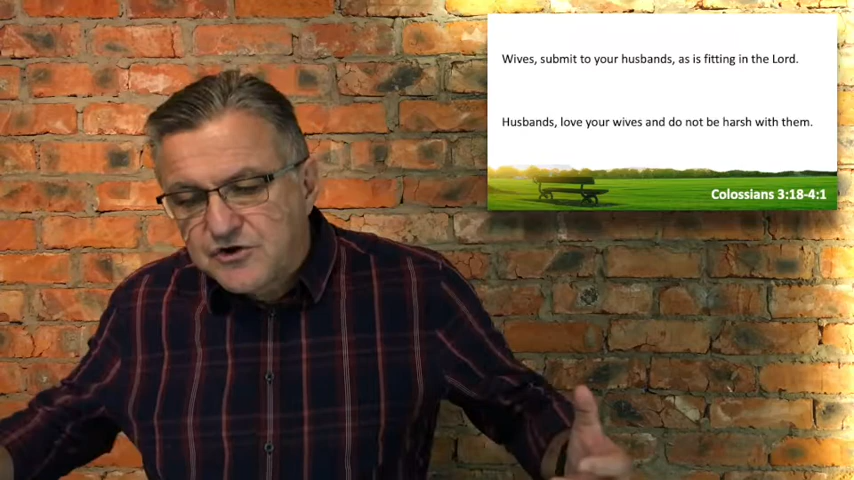 Wives, submit to your husbands, as is fitting in the Lord.
Husbands, love your wives and do not be harsh with them.
Colossians 3:18-4:1